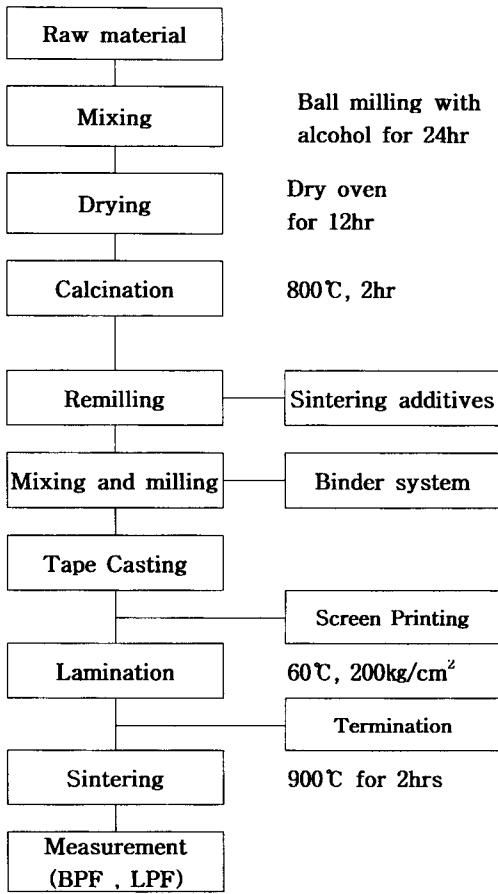 Raw material
Mixing
Ball milling with
alcohol for 24hr
Drying
Dry oven
for 12hr
Calcination
800℃, 2hr
Remilling
Sintering additives
Mixing and milling
Binder system
Tape Casting
Screen Printing
Lamination
60℃, 200kg/cm²
Termination
Sintering
900℃ for 2hrs
Measurement
(BPF , LPF)